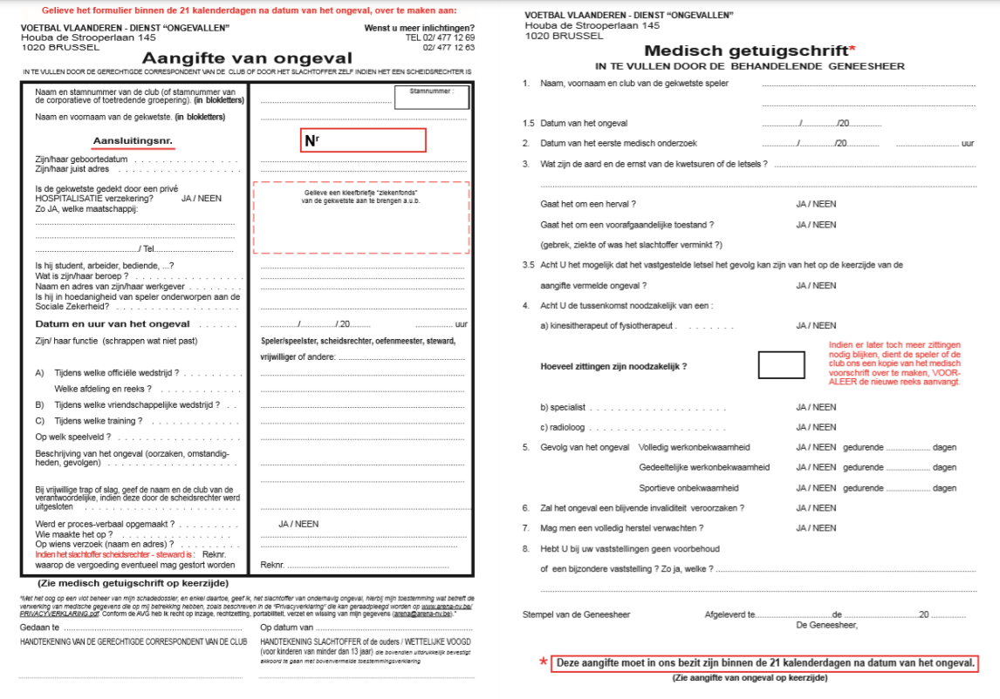 Gelieve het formulier binnen de 21 kalenderdagen na datum van het ongeval, over te maken aan:
VOETBAL VLAANDEREN - DIENST “ONGEVALLEN”
Houba de Strooperlaan 145
1020 BRUSSEL
Wenst u meer inlichtingen?
TEL 02/ 477 12 69
02/ 477 12 63
Aangifte van ongeval
IN TE VULLEN DOOR DE GERECHTIGDE CORRESPONDENT VAN DE CLUB OF DOOR HET SLACHTOFFER ZELF INDIEN HET EEN SCHEIDSRECHTER IS
Naam en stamnummer van de club (of stamnummer van
de corporatieve of toetredende groepering). (in blokletters)
Stamnummer :
Naam en voornaam van de gekwetste. (in blokletters)
Aansluitingsnr.
Nr
Zijn/haar geboortedatum
Zijn/haar juist adres
Is de gekwetste gedekt door een privé
HOSPITALISATIE verzekering? JA / NEEN
Zo JA, welke maatschappij:
/ Tel
Gelieve een kleefbriefje "ziekenfonds"
van de gekwetste aan te brengen a.u.b.
Is hij student, arbeider, bediende, ...?
Wat is zijn/haar beroep ?
Naam en adres van zijn/haar werkgever
Is hij in hoedanigheid van speler onderworpen aan de
Sociale Zekerheid?
Datum en uur van het ongeval ............/............/.20......... ............... uur
Zijn/ haar functie (schrappen wat niet past)
Speler/speelster, scheidsrechter, oefenmeester, steward,
vrijwilliger of andere:
A) Tijdens welke officiële wedstrijd ?
Welke afdeling en reeks ?
B) Tijdens welke vriendschappelijke wedstrijd ?
C) Tijdens welke training ?
Op welk speelveld ?
Beschrijving van het ongeval (oorzaken, omstandig-
heden, gevolgen)
Bij vrijwillige trap of slag, geef de naam en de club van de
verantwoordelijke, indien deze door de scheidsrechter werd
uitgesloten
Werd er proces-verbaal opgemaakt ? JA / NEEN
Wie maakte het op ?
Op wiens verzoek (naam en adres) ?
Indien het slachtoffer scheidsrechter - steward is : Reknr.
waarop de vergoeding eventueel mag gestort worden
Reknr.
(Zie medisch getuigschrift op keerzijde)
"Met het oog op een vlot beheer van mijn schadedossier, en enkel daartoe, geef ik, het slachtoffer van onderhavig ongeval, hierbij mijn toestemming wat betreft de
verwerking van medische gegevens die op mij betrekking hebben, zoals beschreven in de "Privacyverklaring" die kan geraadpleegd worden op www.arena-nv.be/
PRIVACYVERKLARING.pdf. Conform de AVG heb ik recht op inzage, rechtzetting, portabiliteit, verzet en wissing van mijn gegevens (arena@arena-nv.be)."
Gedaan te
Op datum van
HANDTEKENING VAN DE GERECHTIGDE CORRESPONDENT VAN DE CLUB
HANDTEKENING SLACHTOFFER of de ouders / WETTELIJKE VOOGD
(voor kinderen van minder dan 13 jaar) die bovendien uitdrukkelijk bevestigt
akkoord te gaan met bovenvermelde toestemmingsverklaring
VOETBAL VLAANDEREN - DIENST “ONGEVALLEN”
Houba de Strooperlaan 145
1020 BRUSSEL
Medisch getuigschrift*
IN TE VULLEN DOOR DE BEHANDELENDE GENEESHEER
1. Naam, voornaam en club van de gekwetste speler
1.5 Datum van het ongeval ............/............/20............
2. Datum van het eerste medisch onderzoek ............/............/20............ ............ uur
3. Wat zijn de aard en de ernst van de kwetsuren of de letsels ?
Gaat het om een herval ? JA / NEEN
Gaat het om een voorafgaandelijke toestand ? JA / NEEN
(gebrek, ziekte of was het slachtoffer verminkt ?)
3.5 Acht U het mogelijk dat het vastgestelde letsel het gevolg kan zijn van het op de keerzijde van de
aangifte vermelde ongeval ? JA / NEEN
4. Acht U de tussenkomst noodzakelijk van een :
a) kinesitherapeut of fysiotherapeut JA / NEEN
Hoeveel zittingen zijn noodzakelijk ?
Indien er later toch meer zittingen
nodig blijken, dient de speler of de
club ons een kopie van het medisch
voorschrift over te maken, VOOR-
ALEER de nieuwe reeks aanvangt.
b) specialist JA / NEEN
c) radioloog JA / NEEN
5. Gevolg van het ongeval Volledig werkonbekwaamheid JA / NEEN gedurende ............ dagen
Gedeeltelijke werkonbekwaamheid JA / NEEN gedurende ............ dagen
Sportieve onbekwaamheid JA / NEEN gedurende ............ dagen
6. Zal het ongeval een blijvende invaliditeit veroorzaken ? JA / NEEN
7. Mag men een volledig herstel verwachten ? JA / NEEN
8. Hebt U bij uw vaststellingen geen voorbehoud
of een bijzondere vaststelling ? Zo ja, welke ?
Stempel van de Geneesheer
Afgeleverd te............de ............20 ............
De Geneesheer,
* Deze aangifte moet in ons bezit zijn binnen de 21 kalenderdagen na datum van het ongeval.
(Zie aangifte van ongeval op keerzijde)